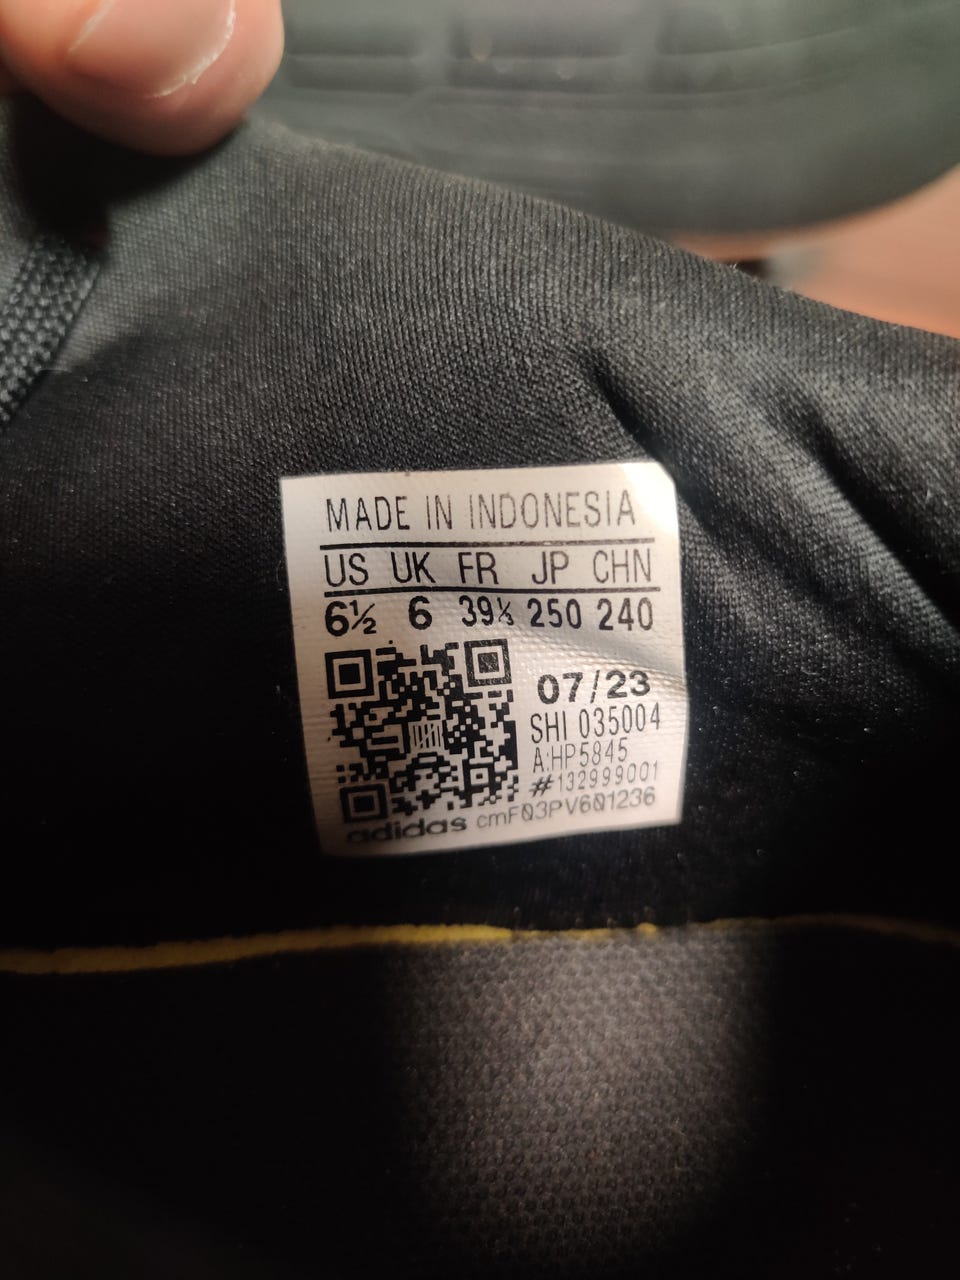 MADE IN INDONESIA
US UK FR JP CHN
6½ 6 39⅓ 250 240
07/23
SHI 035004
A:HP5845
#132999001
adidas cmF03PV601236